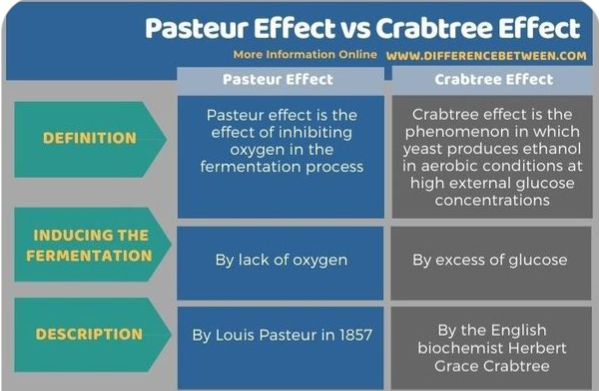 Pasteur Effect vs Crabtree Effect
More Information Online WWW.DIFFERENCEBETWEEN.COM
Pasteur Effect
Crabtree Effect
DEFINITION
Pasteur effect is the
effect of inhibiting
oxygen in the
fermentation process
Crabtree effect is the
phenomenon in which
yeast produces ethanol
in aerobic conditions at
high external glucose
concentrations
INDUCING THE
FERMENTATION
By lack of oxygen
By excess of glucose
DESCRIPTION
By Louis Pasteur in 1857
By the English
biochemist Herbert
Grace Crabtree